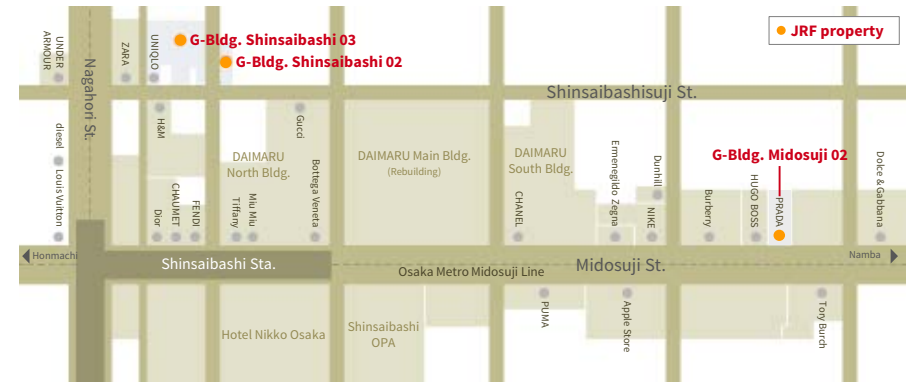 JRF property
G-Bldg. Shinsaibashi 03
G-Bldg. Shinsaibashi 02
UNDER
ARMOUR
ZARA
UNIQLO
Nagahori St.
Shinsaibashisuji St.
diesel
H&M
Gucci
DAIMARU
North Bldg.
DAIMARU Main Bldg.
(Rebuilding)
DAIMARU
South Bldg.
Ermenegildo Zegna
Dunhill
G-Bldg. Midosuji 02
Louis Vuitton
Dior
CHAUMET
FENDI
Tiffany
Miu Miu
Bottega Veneta
CHANEL
NIKE
Burberry
HUGO BOSS
PRADA
Dolce & Gabbana
Honmachi
Shinsaibashi Sta.
Osaka Metro Midosuji Line
Midosuji St.
Namba
Hotel Nikko Osaka
Shinsaibashi
OPA
PUMA
Apple Store
Tory Burch